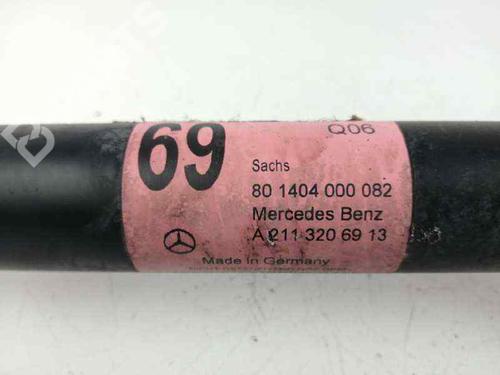 69
Q06
Sachs
80 1404 000 082
Mercedes Benz
A 211 320 69 13
Made in Germany